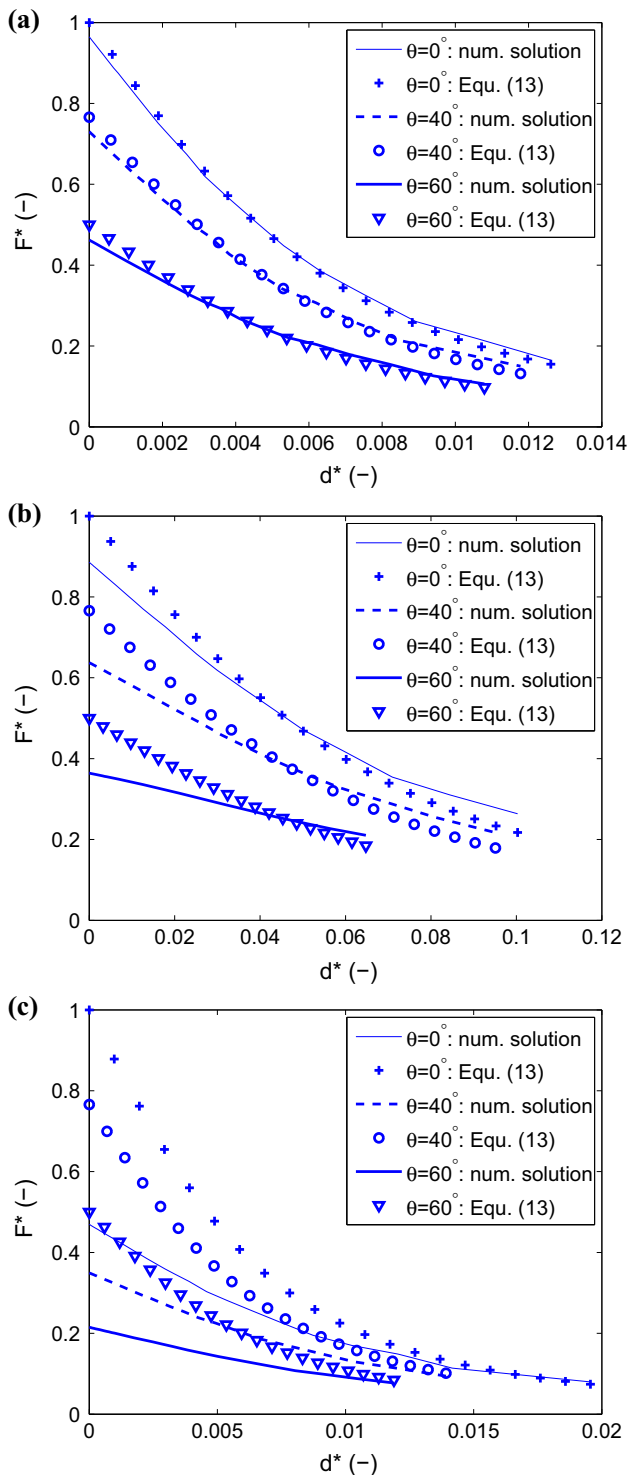 (a)
1
0.8
0.6
0.4
0.2
0
F* (−)
θ=0°: num. solution
θ=0°: Equ. (13)
θ=40°: num. solution
θ=40°: Equ. (13)
θ=60°: num. solution
θ=60°: Equ. (13)
0 0.002 0.004 0.006 0.008 0.01 0.012 0.014
d* (−)
(b)
1
0.8
0.6
0.4
0.2
0
F* (−)
θ=0°: num. solution
θ=0°: Equ. (13)
θ=40°: num. solution
θ=40°: Equ. (13)
θ=60°: num. solution
θ=60°: Equ. (13)
0 0.02 0.04 0.06 0.08 0.1 0.12
d* (−)
(c)
1
0.8
0.6
0.4
0.2
0
F* (−)
θ=0°: num. solution
θ=0°: Equ. (13)
θ=40°: num. solution
θ=40°: Equ. (13)
θ=60°: num. solution
θ=60°: Equ. (13)
0 0.005 0.01 0.015 0.02
d* (−)